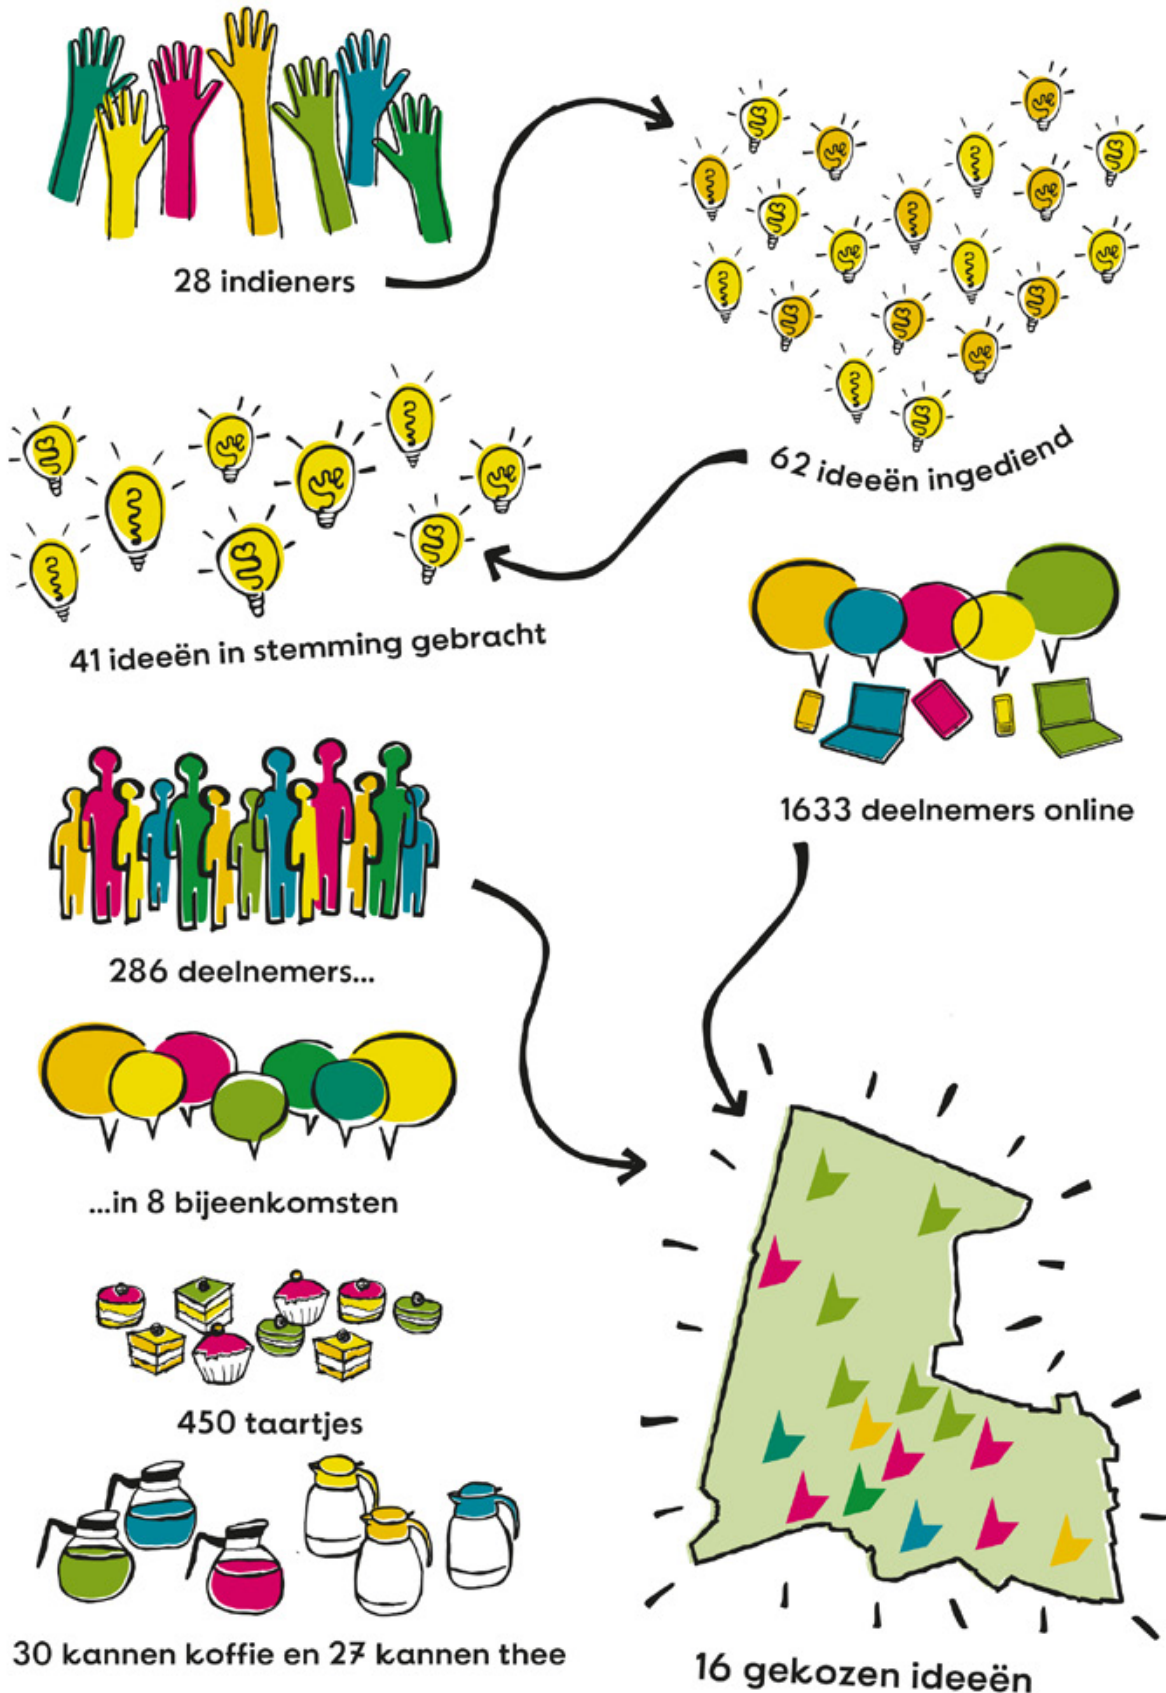 28 indieners
62 ideeën ingediend
41 ideeën in stemming gebracht
1633 deelnemers online
286 deelnemers...
...in 8 bijeenkomsten
450 taartjes
30 kannen koffie en 27 kannen thee
16 gekozen ideeën